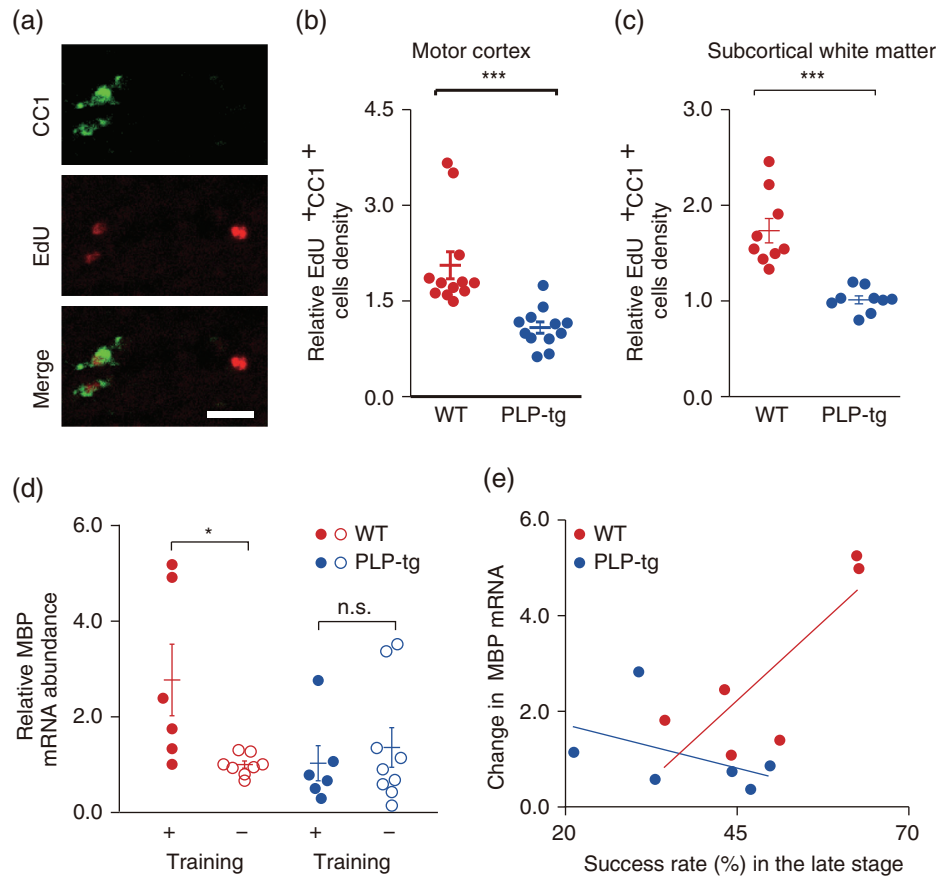 (a)
CC1
EdU
Merge
(b)
Motor cortex
***
Relative EdU +CC1 +
cells density
4.5
3.0
1.5
0.0
WT PLP-tg
(c)
Subcortical white matter
***
Relative EdU +CC1 +
cells density
3.0
2.0
1.0
0.0
WT PLP-tg
(d)
Relative MBP
mRNA abundance
6.0
4.0
2.0
0.0
*
WT
PLP-tg
n.s.
+ − + −
Training Training
(e)
Change in MBP mRNA
6.0
4.0
2.0
0.0
WT
PLP-tg
20 45 70
Success rate (%) in the late stage